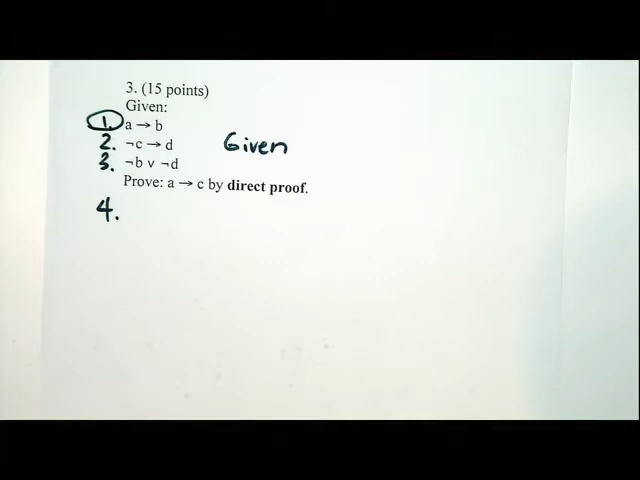 3. (15 points)
Given:
1. a → b
2. ¬c → d Given
3. ¬b ∨ ¬d
Prove: a → c by direct proof.
4.